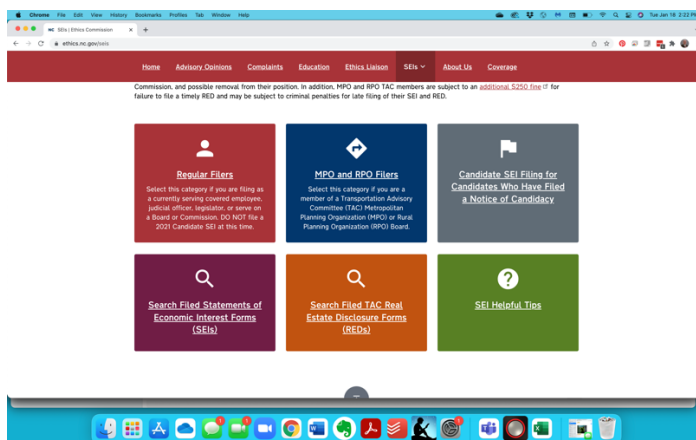 Chrome File Edit View History Bookmarks Profiles Tab Window Help Tue Jan 18 2:22 PM
SEIs | Ethics Commission
ethics.nc.gov/seis
Home Advisory Opinions Complaints Education Ethics Liaison SEIs About Us Coverage
Commission, and possible removal from their position. In addition, MPO and RPO TAC members are subject to an additional $250 fine for
failure to file a timely RED and may be subject to criminal penalties for late filing of their SEI and
RED.
Regular Filers
Select this category if you are filing as
a currently serving covered employee,
judicial officer, legislator, or serve on
a Board or Commission. DO NOT file a
2021 Candidate SEI at this time.
MPO and RPO Filers
Select this category if you are a
member of a Transportation Advisory
Committee (TAC) Metropolitan
Planning Organization (MPO) or Rural
Planning Organization (RPO) Board.
Candidate SEI Filing for
Candidates Who Have Filed
a Notice of Candidacy
Search Filed Statements of
Economic Interest Forms
(SEIs)
Search Filed TAC Real
Estate Disclosure Forms
(REDs)
SEI Helpful Tips